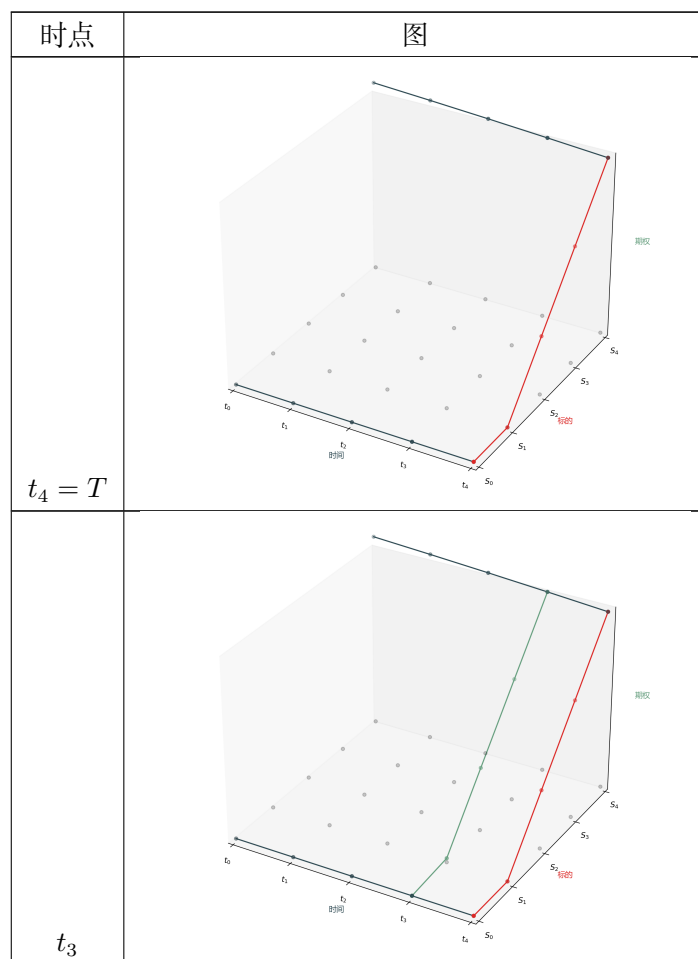 时点 图
期权
S₄
S₃
S₂
标的
S₁
S₀
t₀
t₁
t₂
t₃
t₄
时间
t₄ = T
期权
S₄
S₃
S₂
标的
S₁
S₀
t₀
t₁
t₂
t₃
t₄
时间
t₃